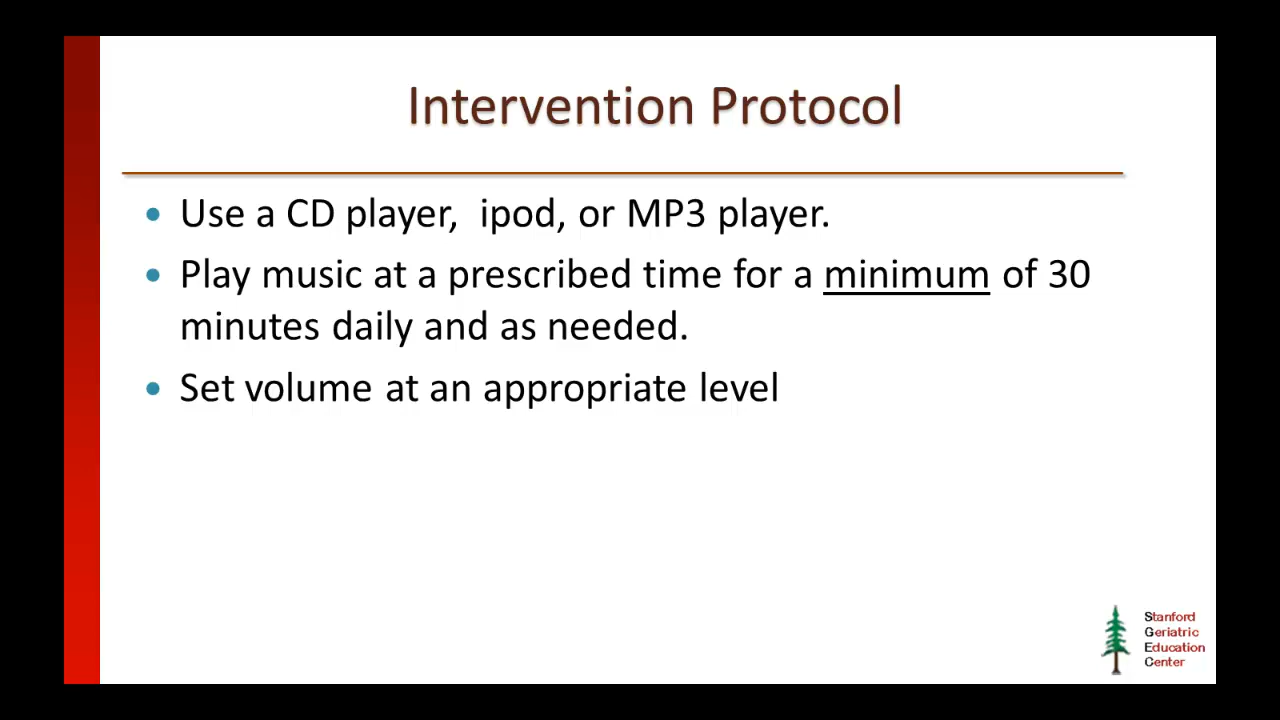 Intervention Protocol
• Use a CD player,  ipod, or MP3 player.
• Play music at a prescribed time for a minimum of 30
minutes daily and as needed.
• Set volume at an appropriate level
Stanford
Geriatric
Education
Center